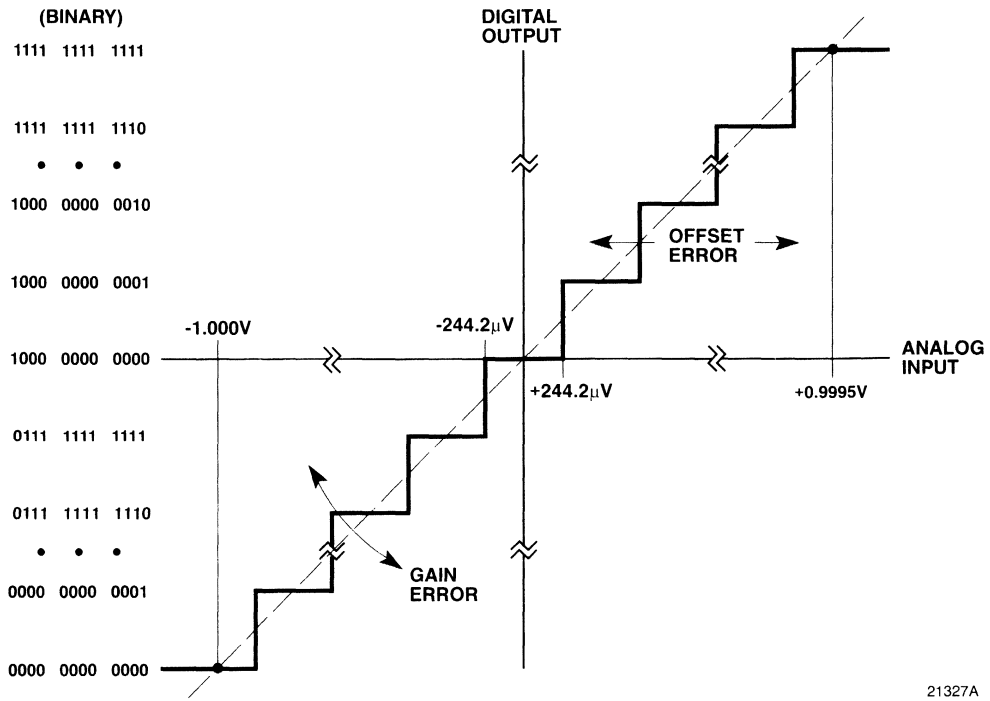 (BINARY)
DIGITAL
OUTPUT
1111 1111 1111
1111 1111 1110
• • •
1000 0000 0010
OFFSET
ERROR
1000 0000 0001
-1.000V
-244.2μV
1000 0000 0000
ANALOG
INPUT
+244.2μV
+0.9995V
0111 1111 1111
0111 1111 1110
• • •
GAIN
ERROR
0000 0000 0001
0000 0000 0000
21327A